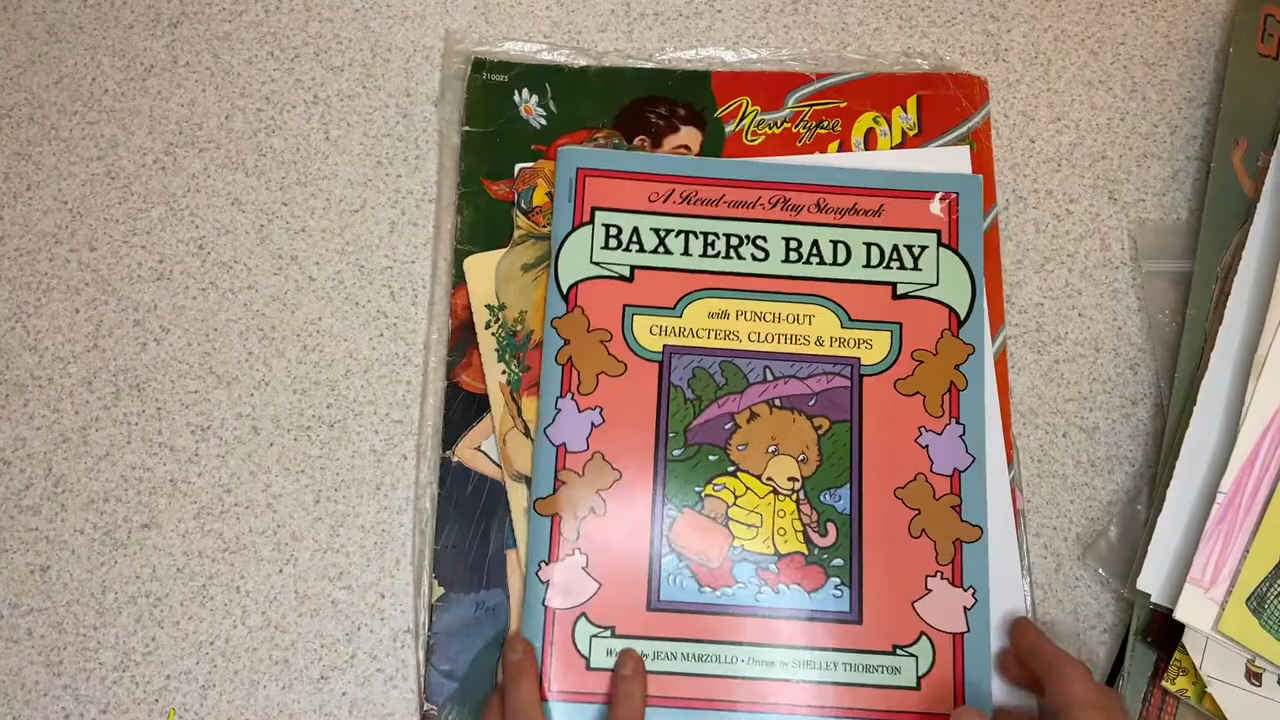 210025
New Type
ON
A Read-and-Play Storybook
BAXTER'S BAD DAY
with PUNCH-OUT
CHARACTERS, CLOTHES & PROPS
by JEAN MARZOLLO • Drawn by SHELLEY THORNTON